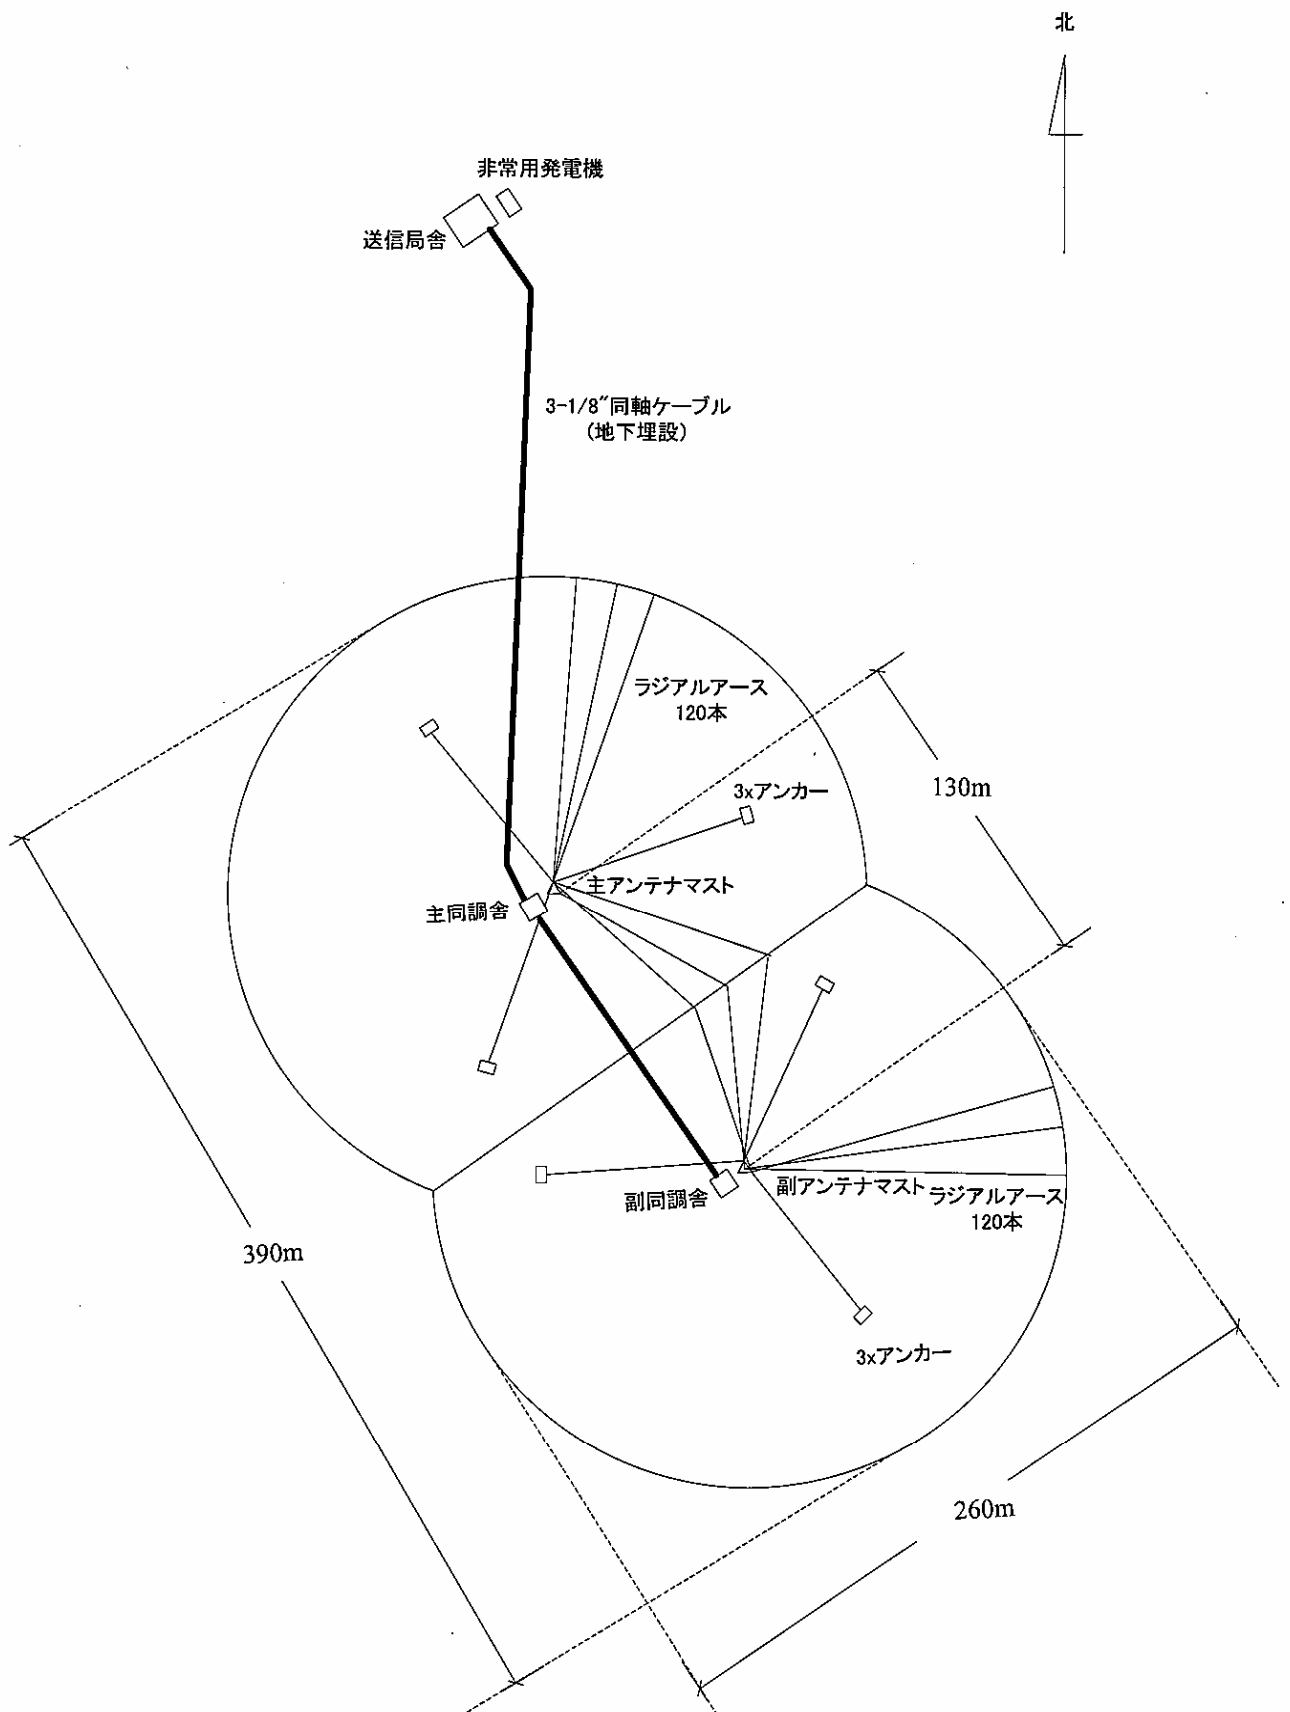 北
非常用発電機
送信局舎
3-1/8"同軸ケーブル
(地下埋設)
ラジアルアース
120本
3xアンカー
130m
主アンテナマスト
主同調舎
副アンテナマスト
ラジアルアース
120本
副同調舎
390m
3xアンカー
260m